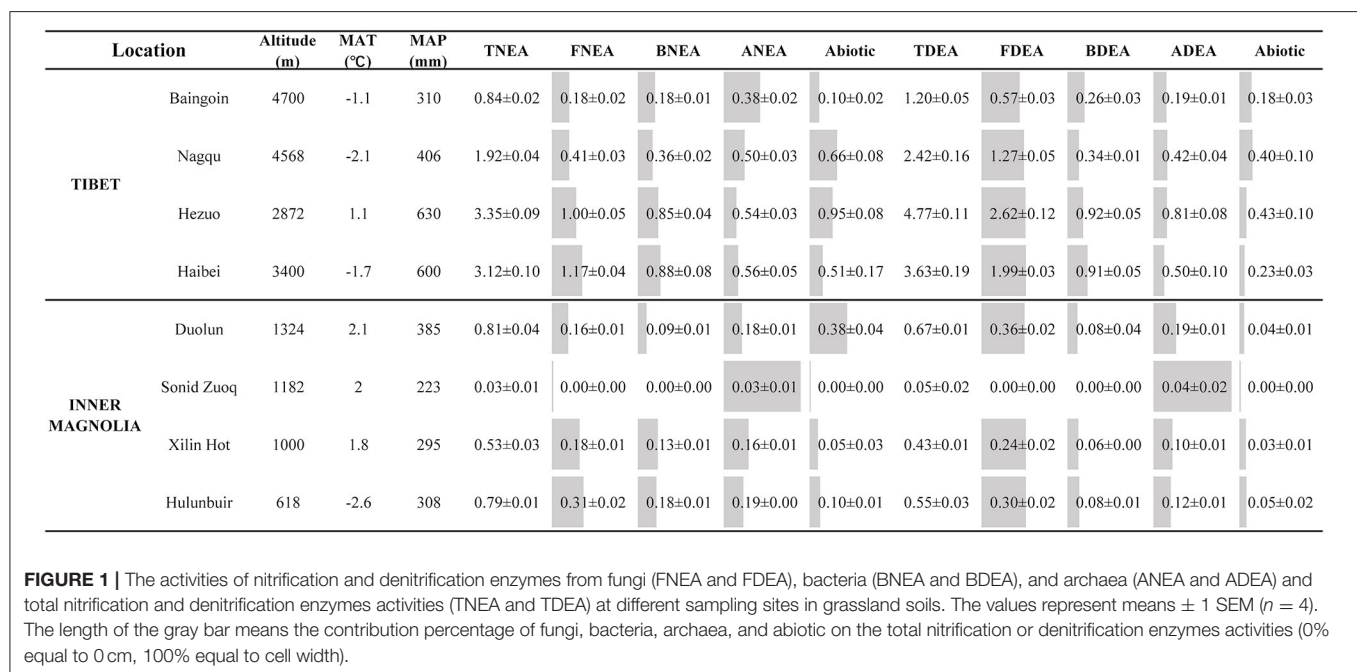 Location Altitude (m) MAT (℃) MAP (mm) TNEA FNEA BNEA ANEA Abiotic TDEA FDEA BDEA ADEA Abiotic
TIBET
Baingoin 4700 -1.1 310 0.84±0.02 0.18±0.02 0.18±0.01 0.38±0.02 0.10±0.02 1.20±0.05 0.57±0.03 0.26±0.03 0.19±0.01 0.18±0.03
Nagqu 4568 -2.1 406 1.92±0.04 0.41±0.03 0.36±0.02 0.50±0.03 0.66±0.08 2.42±0.16 1.27±0.05 0.34±0.01 0.42±0.04 0.40±0.10
Hezuo 2872 1.1 630 3.35±0.09 1.00±0.05 0.85±0.04 0.54±0.03 0.95±0.08 4.77±0.11 2.62±0.12 0.92±0.05 0.81±0.08 0.43±0.10
Haibei 3400 -1.7 600 3.12±0.10 1.17±0.04 0.88±0.08 0.56±0.05 0.51±0.17 3.63±0.19 1.99±0.03 0.91±0.05 0.50±0.10 0.23±0.03
INNER MAGNOLIA
Duolun 1324 2.1 385 0.81±0.04 0.16±0.01 0.09±0.01 0.18±0.01 0.38±0.04 0.67±0.01 0.36±0.02 0.08±0.04 0.19±0.01 0.04±0.01
Sonid Zuoq 1182 2 223 0.03±0.01 0.00±0.00 0.00±0.00 0.03±0.01 0.00±0.00 0.05±0.02 0.00±0.00 0.00±0.00 0.04±0.02 0.00±0.00
Xilin Hot 1000 1.8 295 0.53±0.03 0.18±0.01 0.13±0.01 0.16±0.01 0.05±0.03 0.43±0.01 0.24±0.02 0.06±0.00 0.10±0.01 0.03±0.01
Hulunbuir 618 -2.6 308 0.79±0.01 0.31±0.02 0.18±0.01 0.19±0.00 0.10±0.01 0.55±0.03 0.30±0.02 0.08±0.01 0.12±0.01 0.05±0.02
FIGURE 1 | The activities of nitrification and denitrification enzymes from fungi (FNEA and FDEA), bacteria (BNEA and BDEA), and archaea (ANEA and ADEA) and
total nitrification and denitrification enzymes activities (TNEA and TDEA) at different sampling sites in grassland soils. The values represent means ± 1 SEM (n = 4).
The length of the gray bar means the contribution percentage of fungi, bacteria, archaea, and abiotic on the total nitrification or denitrification enzymes activities (0%
equal to 0 cm, 100% equal to cell width).